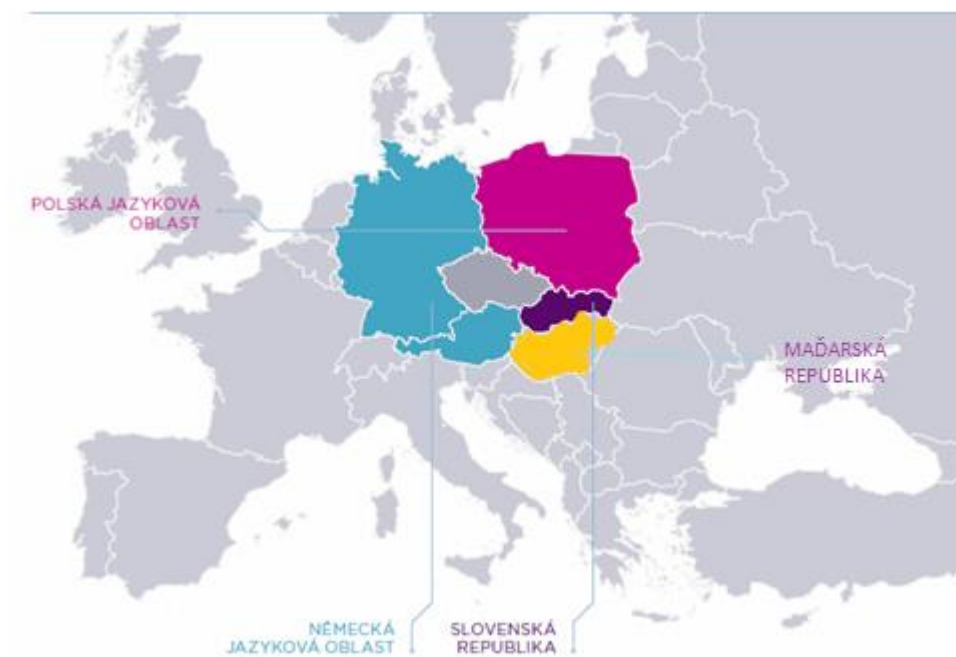 POLSKÁ JAZYKOVÁ
OBLAST
MAĎARSKÁ
REPUBLIKA
NĚMECKÁ
JAZYKOVÁ OBLAST
SLOVENSKÁ
REPUBLIKA